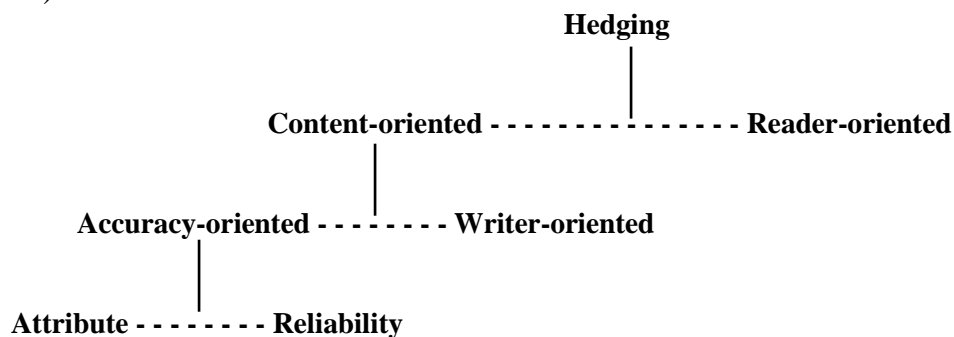 Hedging
Content-oriented - - - - - - - - - - - - - - - Reader-oriented
Accuracy-oriented - - - - - - - - Writer-oriented
Attribute - - - - - - - - Reliability